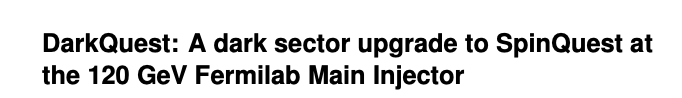 DarkQuest: A dark sector upgrade to SpinQuest at
the 120 GeV Fermilab Main Injector